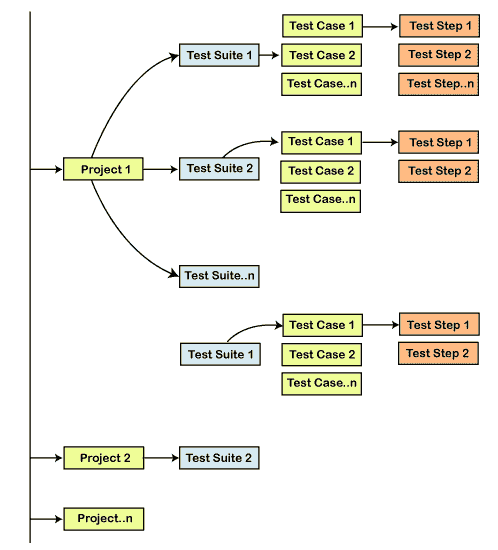 Test Case 1
Test Step 1
Test Suite 1
Test Case 2
Test Step 2
Test Case..n
Test Step..n
Test Case 1
Test Step 1
Project 1
Test Suite 2
Test Case 2
Test Step 2
Test Case..n
Test Suite..n
Test Case 1
Test Step 1
Test Suite 1
Test Case 2
Test Step 2
Test Case..n
Project 2
Test Suite 2
Project..n